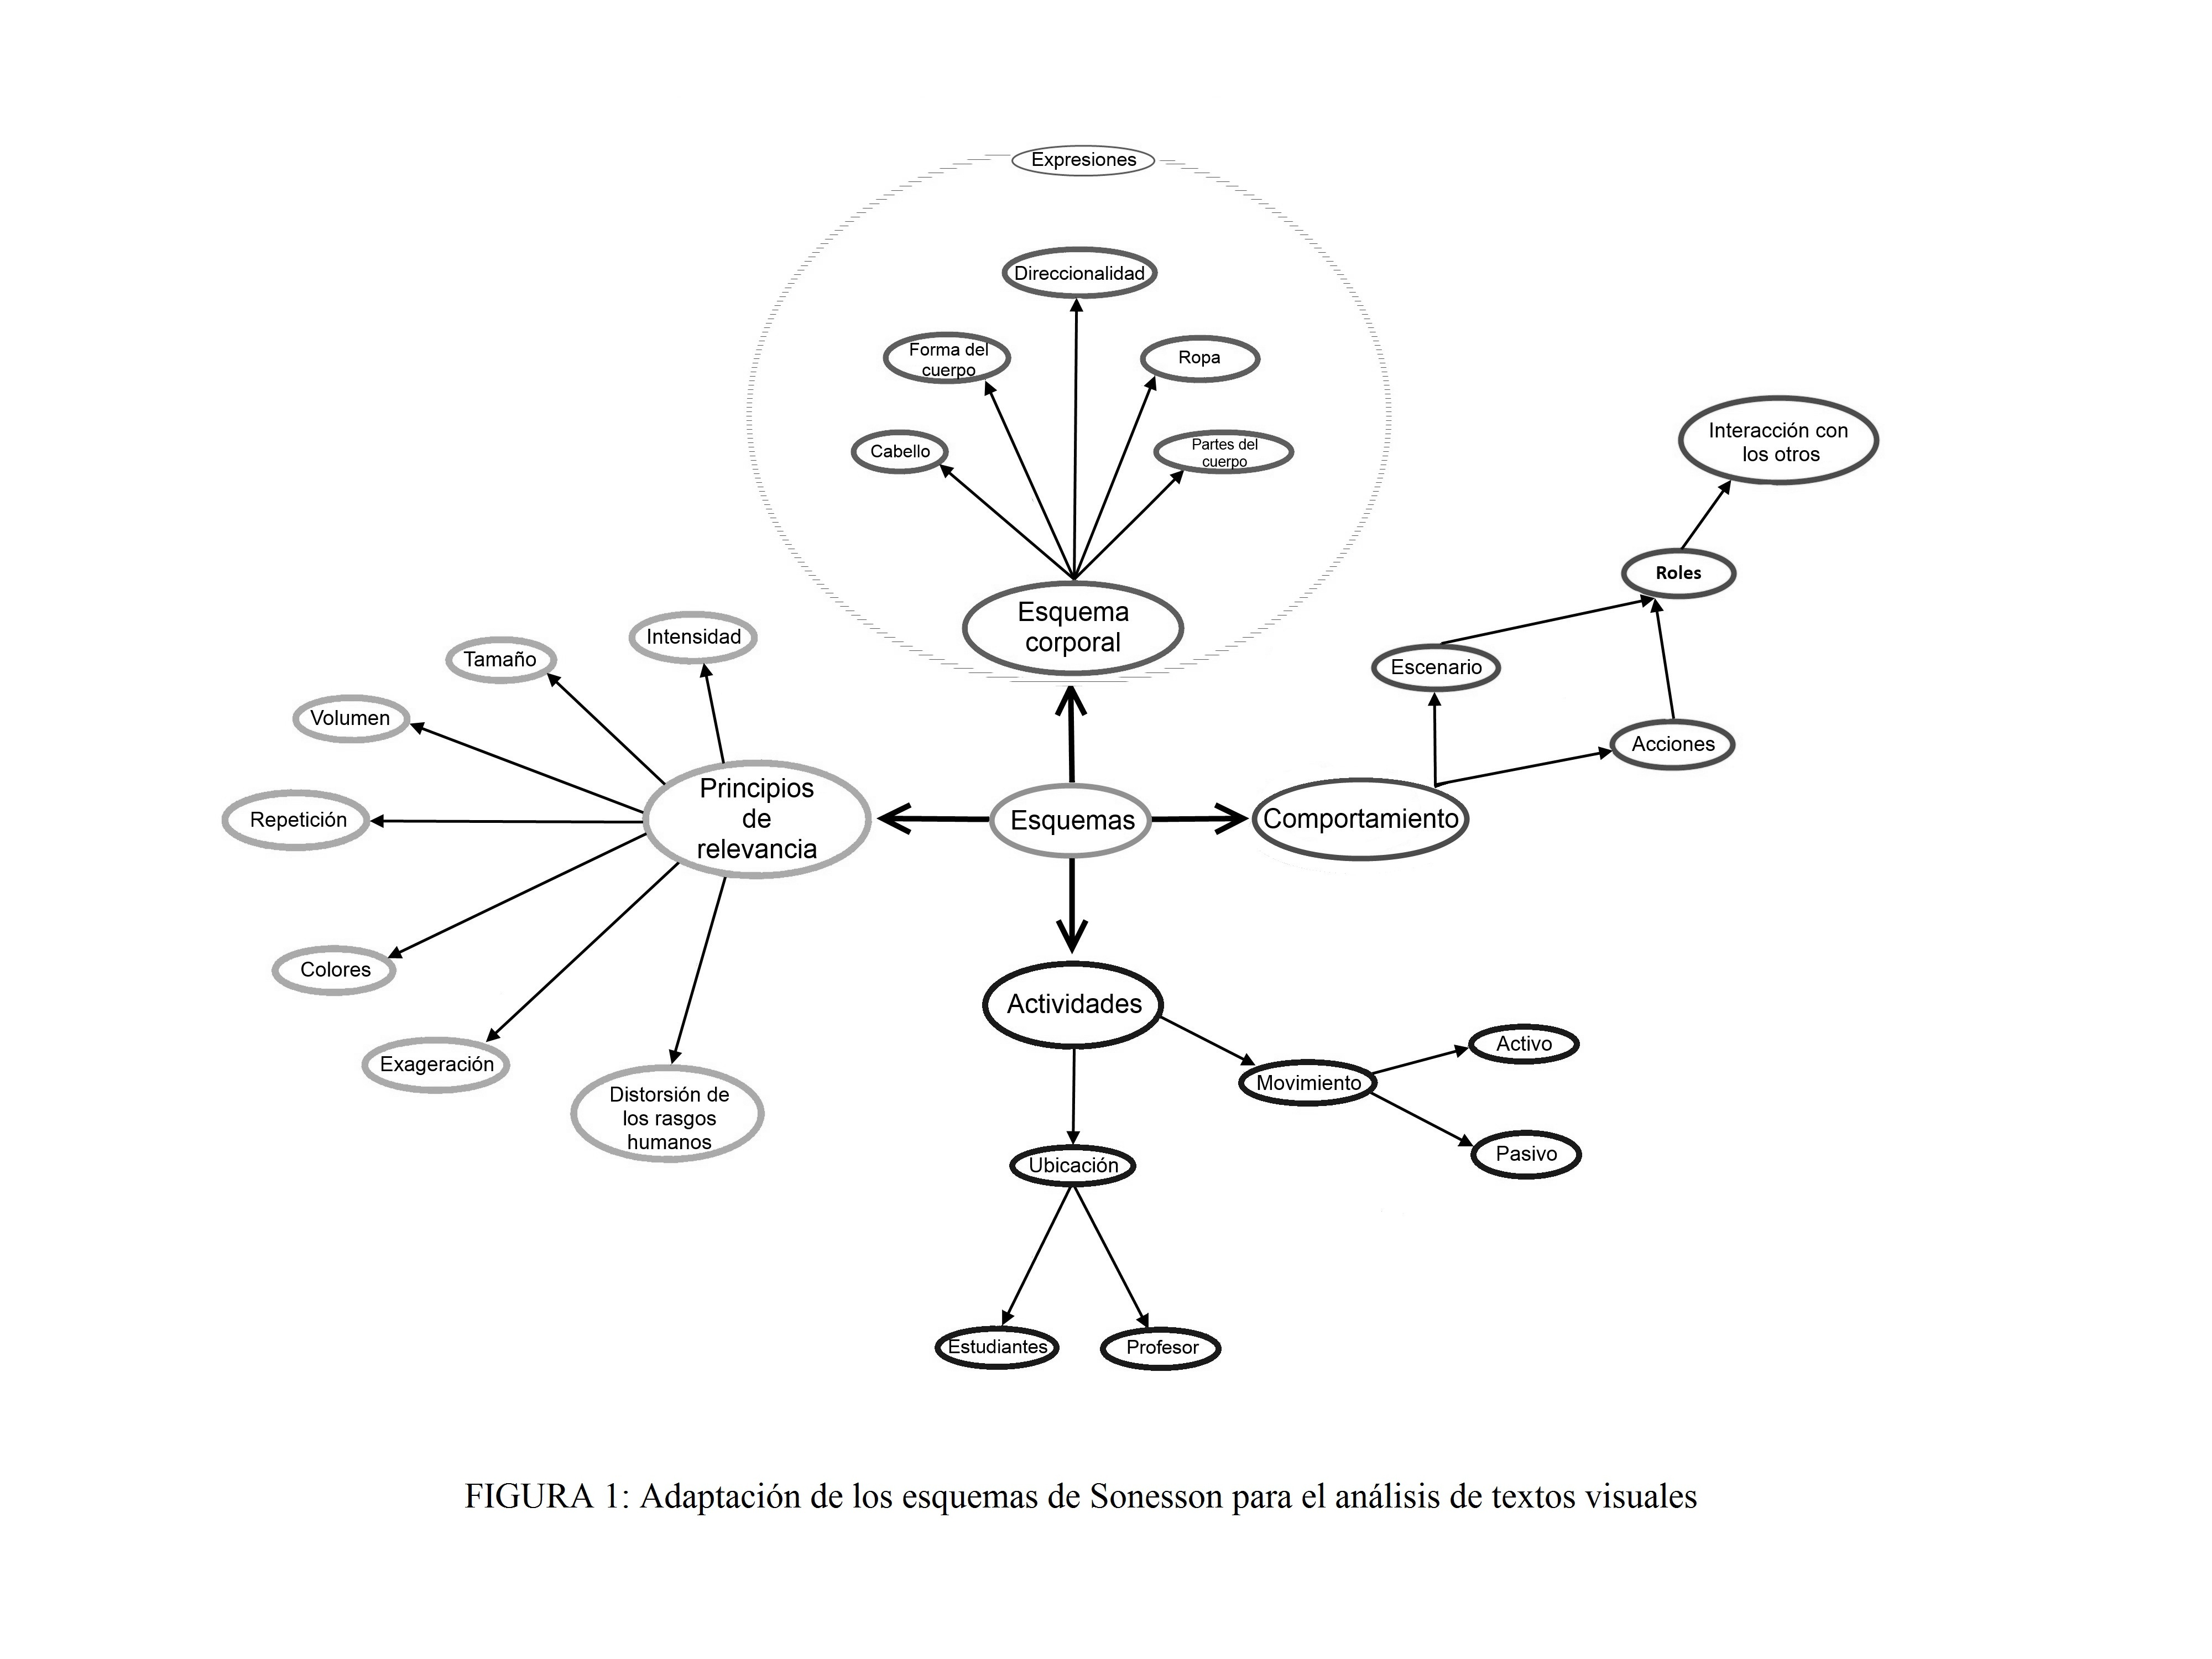 Expresiones
Direccionalidad
Forma del
cuerpo
Ropa
Cabello
Partes del
cuerpo
Esquema
corporal
Interacción con
los otros
Roles
Escenario
Acciones
Intensidad
Tamaño
Volumen
Repetición
Principios
de
relevancia
Esquemas
Comportamiento
Colores
Exageración
Distorsión de
los rasgos
humanos
Actividades
Movimiento
Activo
Pasivo
Ubicación
Estudiantes
Profesor
FIGURA 1: Adaptación de los esquemas de Sonesson para el análisis de textos visuales